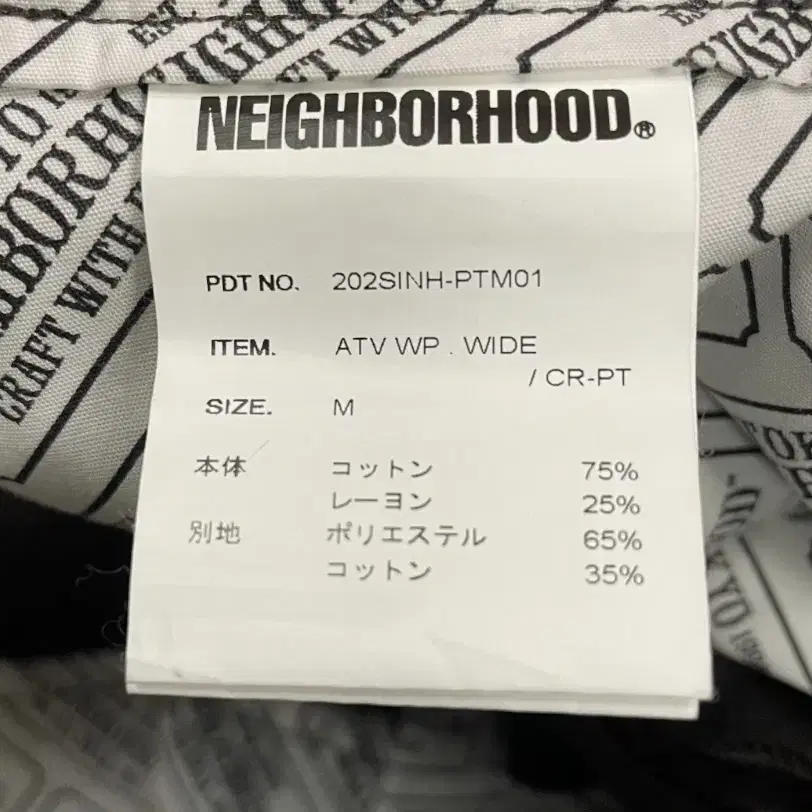 NEIGHBORHOOD®
PDT NO. 202SINH-PTM01
ITEM. ATV WP . WIDE
/ CR-PT
SIZE. M
本体 コットン 75%
レーヨン 25%
別地 ポリエステル 65%
コットン 35%
CRAFT WITH